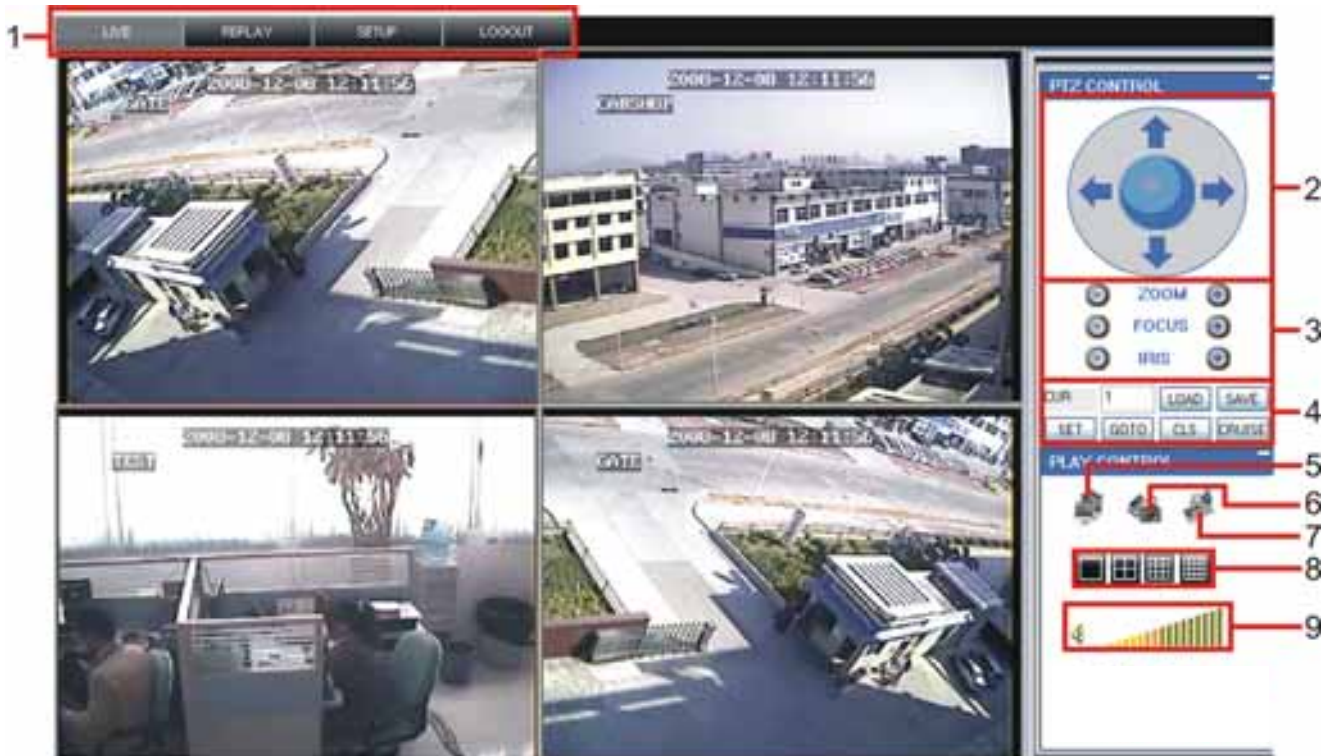 1
LIVE REPLAY SETUP LOGOUT
2008-12-08 12:11:56
GATE
2008-12-08 12:11:56
2008-12-08 12:11:56
TEST
2008-12-08 12:11:56
GATE
PTZ CONTROL
2
ZOOM
FOCUS
IRIS
3
1 LOAD SAVE
SET GOTO CLS CRUISE
4
PLAY CONTROL
5
6
7
8
9